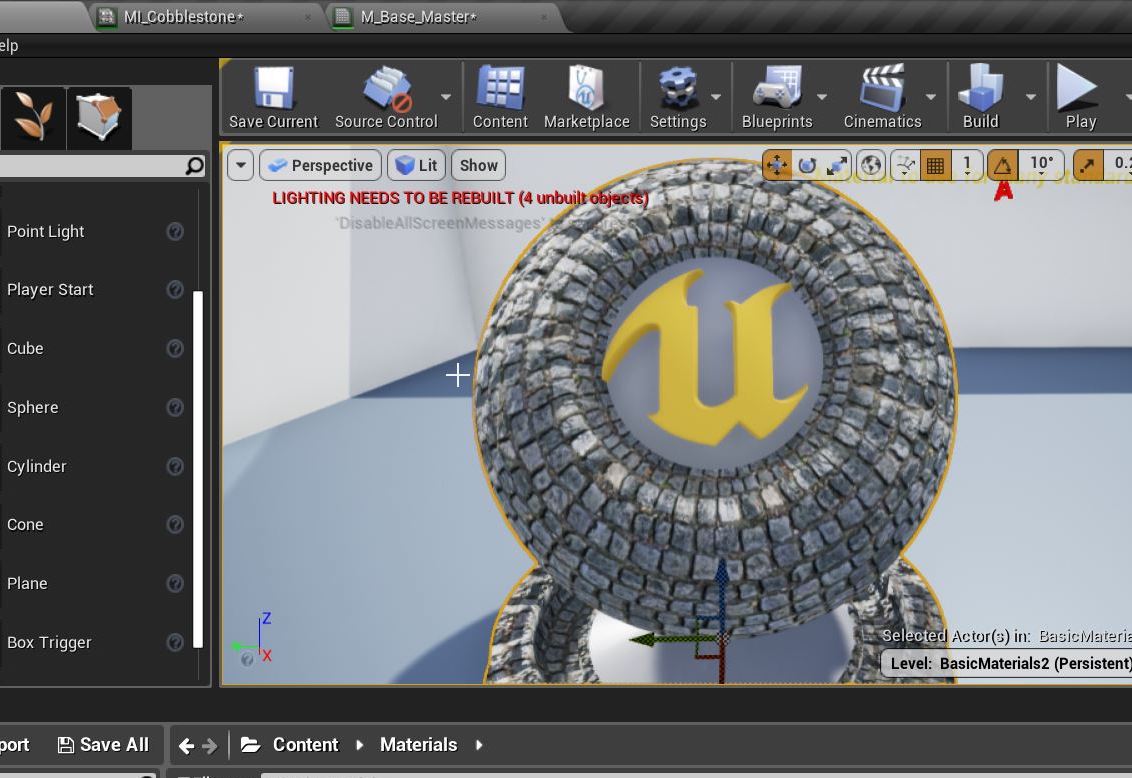 MI_Cobblestone*
M_Base_Master*
elp
Save Current
Source Control
Content
Marketplace
Settings
Blueprints
Cinematics
Build
Play
Perspective
Lit
Show
1
10°
0.2
LIGHTING NEEDS TO BE REBUILT (4 unbuilt objects)
'DisableAllScreenMessages'
Point Light
Player Start
Cube
Sphere
Cylinder
Cone
Plane
Box Trigger
Z
X
Selected Actor(s) in: BasicMateria
Level: BasicMaterials2 (Persistent)
port
Save All
Content
Materials